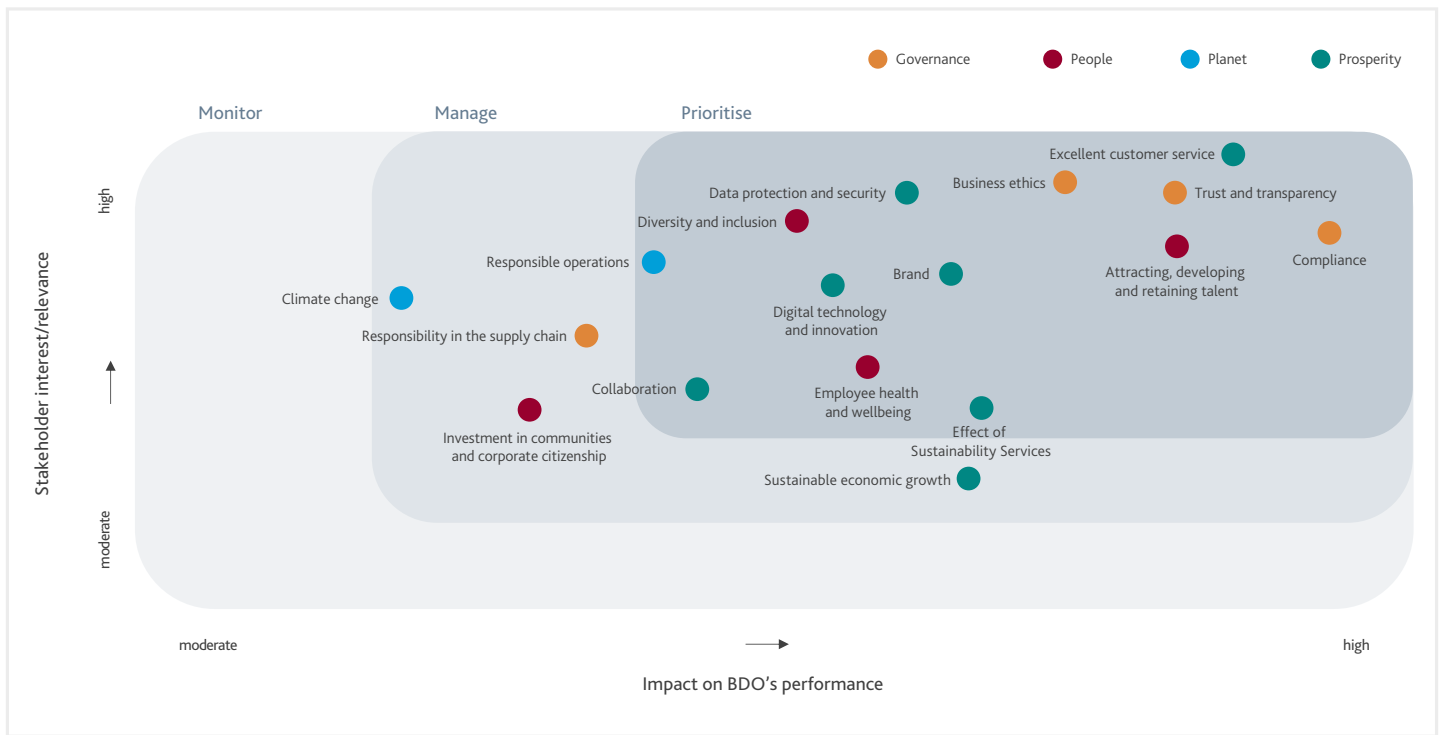 Governance
People
Planet
Prosperity
Monitor
Manage
Prioritise
Stakeholder interest/relevance
high
moderate
Excellent customer service
Business ethics
Data protection and security
Trust and transparency
Diversity and inclusion
Compliance
Attracting, developing
and retaining talent
Responsible operations
Brand
Climate change
Digital technology
and innovation
Responsibility in the supply chain
Collaboration
Employee health
and wellbeing
Investment in communities
and corporate citizenship
Effect of
Sustainability Services
Sustainable economic growth
moderate
high
Impact on BDO’s performance